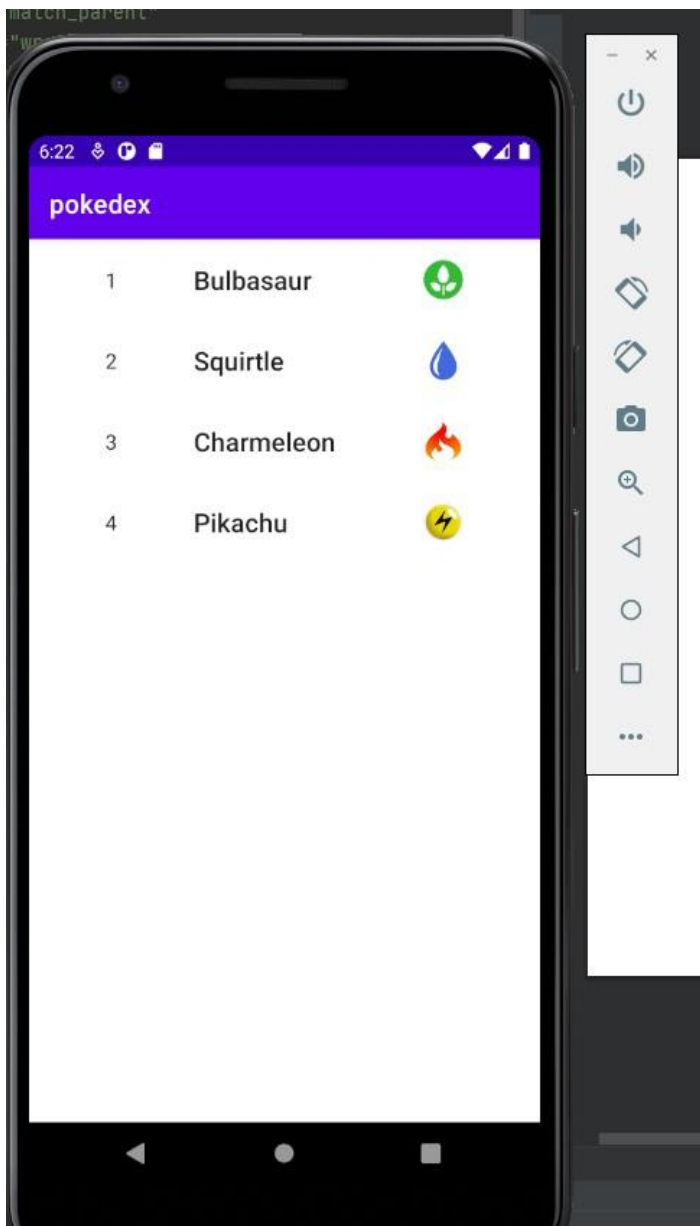 match_parent"
6:22
pokedex
1 Bulbasaur
2 Squirtle
3 Charmeleon
4 Pikachu